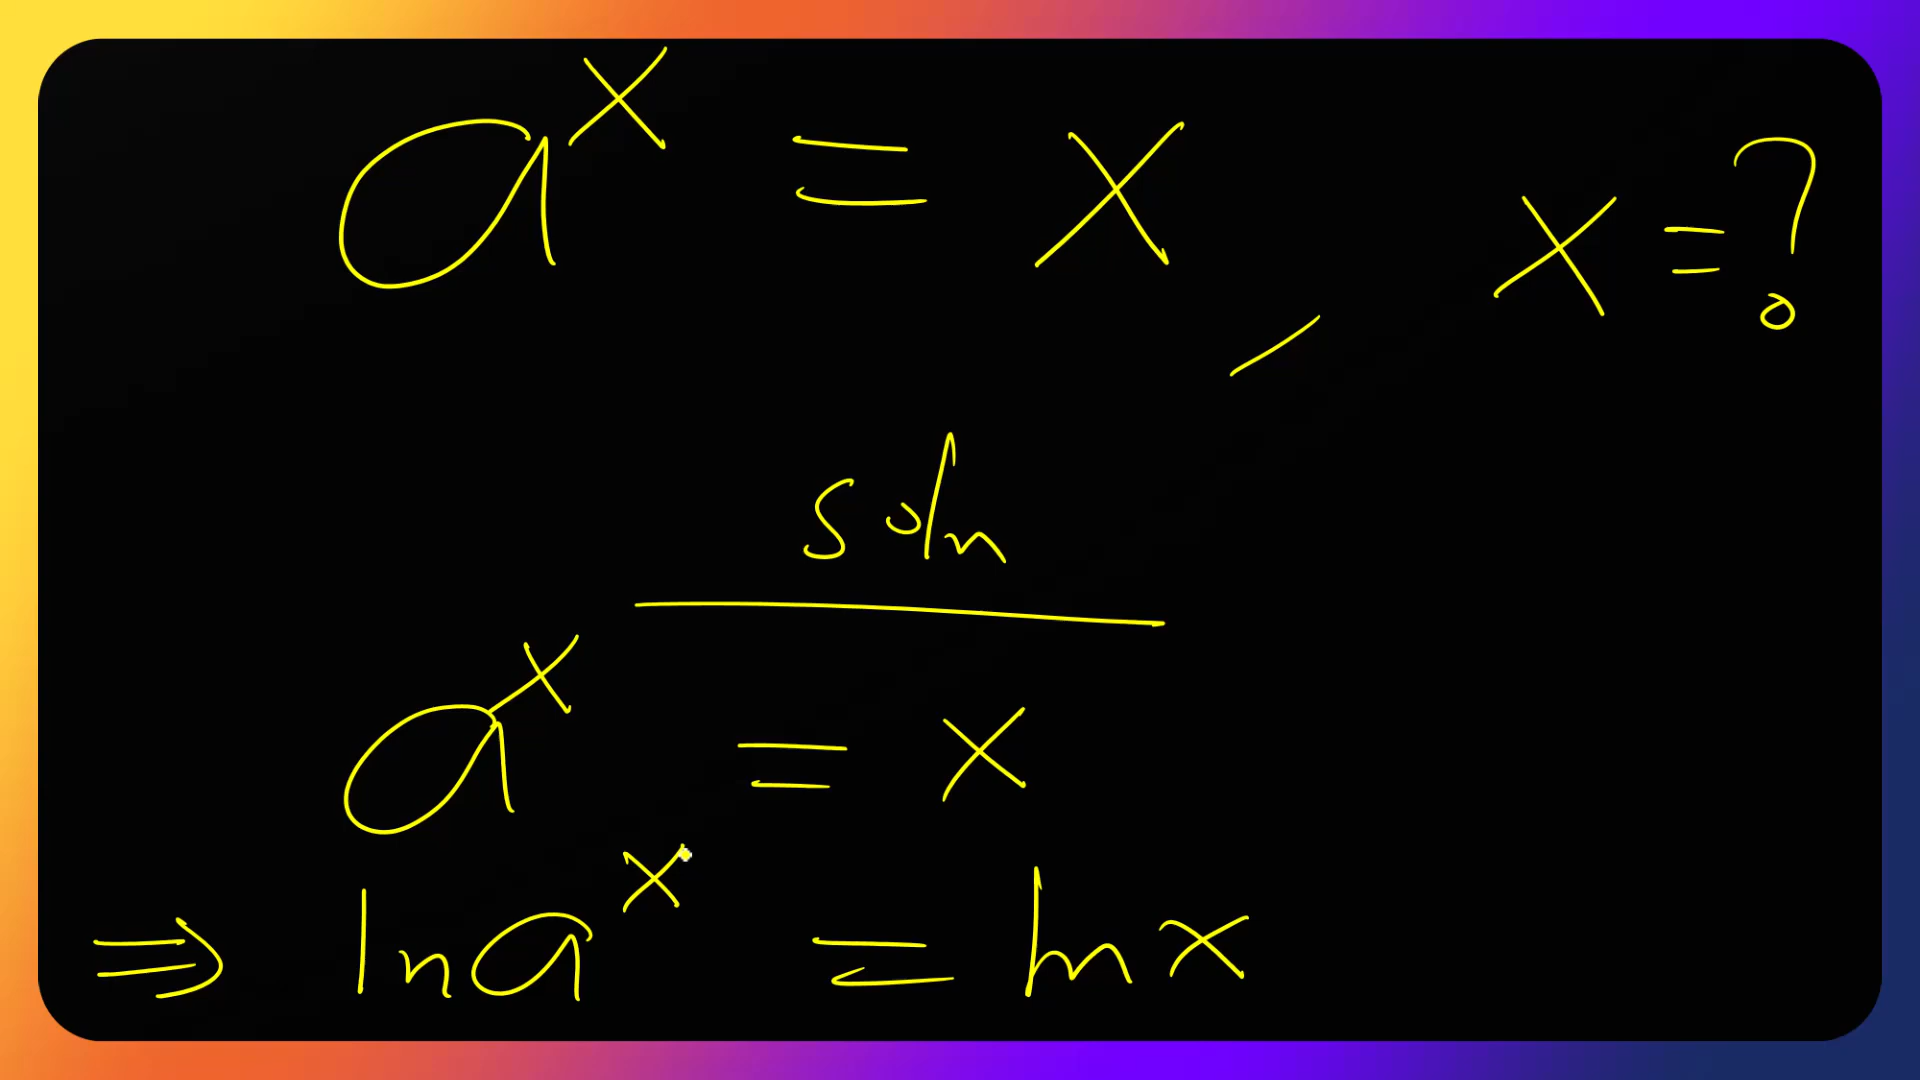 a^x = x , x = ?
soln
a^x = x
⇒ ln a^x = ln x